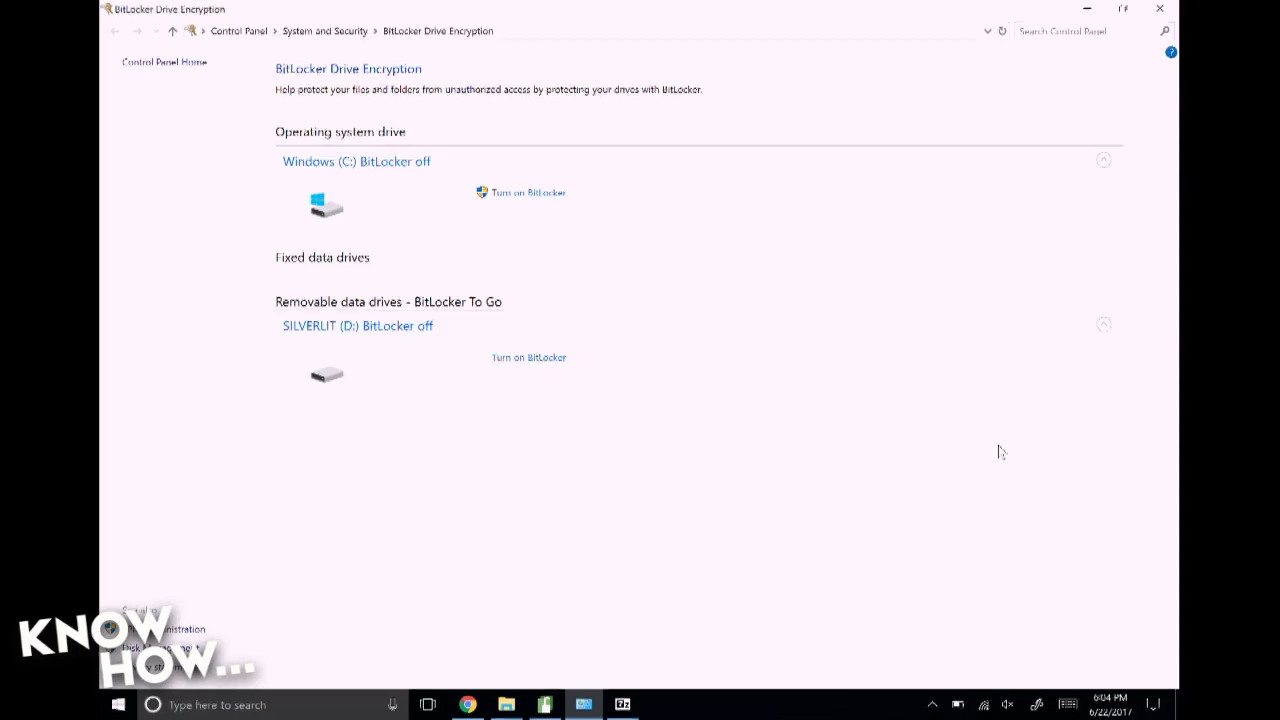 BitLocker Drive Encryption
Control Panel > System and Security > BitLocker Drive Encryption
Search Control Panel
?
Control Panel Home
BitLocker Drive Encryption
Help protect your files and folders from unauthorized access by protecting your drives with BitLocker.
Operating system drive
Windows (C:) BitLocker off
Turn on BitLocker
Fixed data drives
Removable data drives - BitLocker To Go
SILVERLIT (D:) BitLocker off
Turn on BitLocker
KNOW
HOW...
Type here to search
7z
6:04 PM
6/22/2017